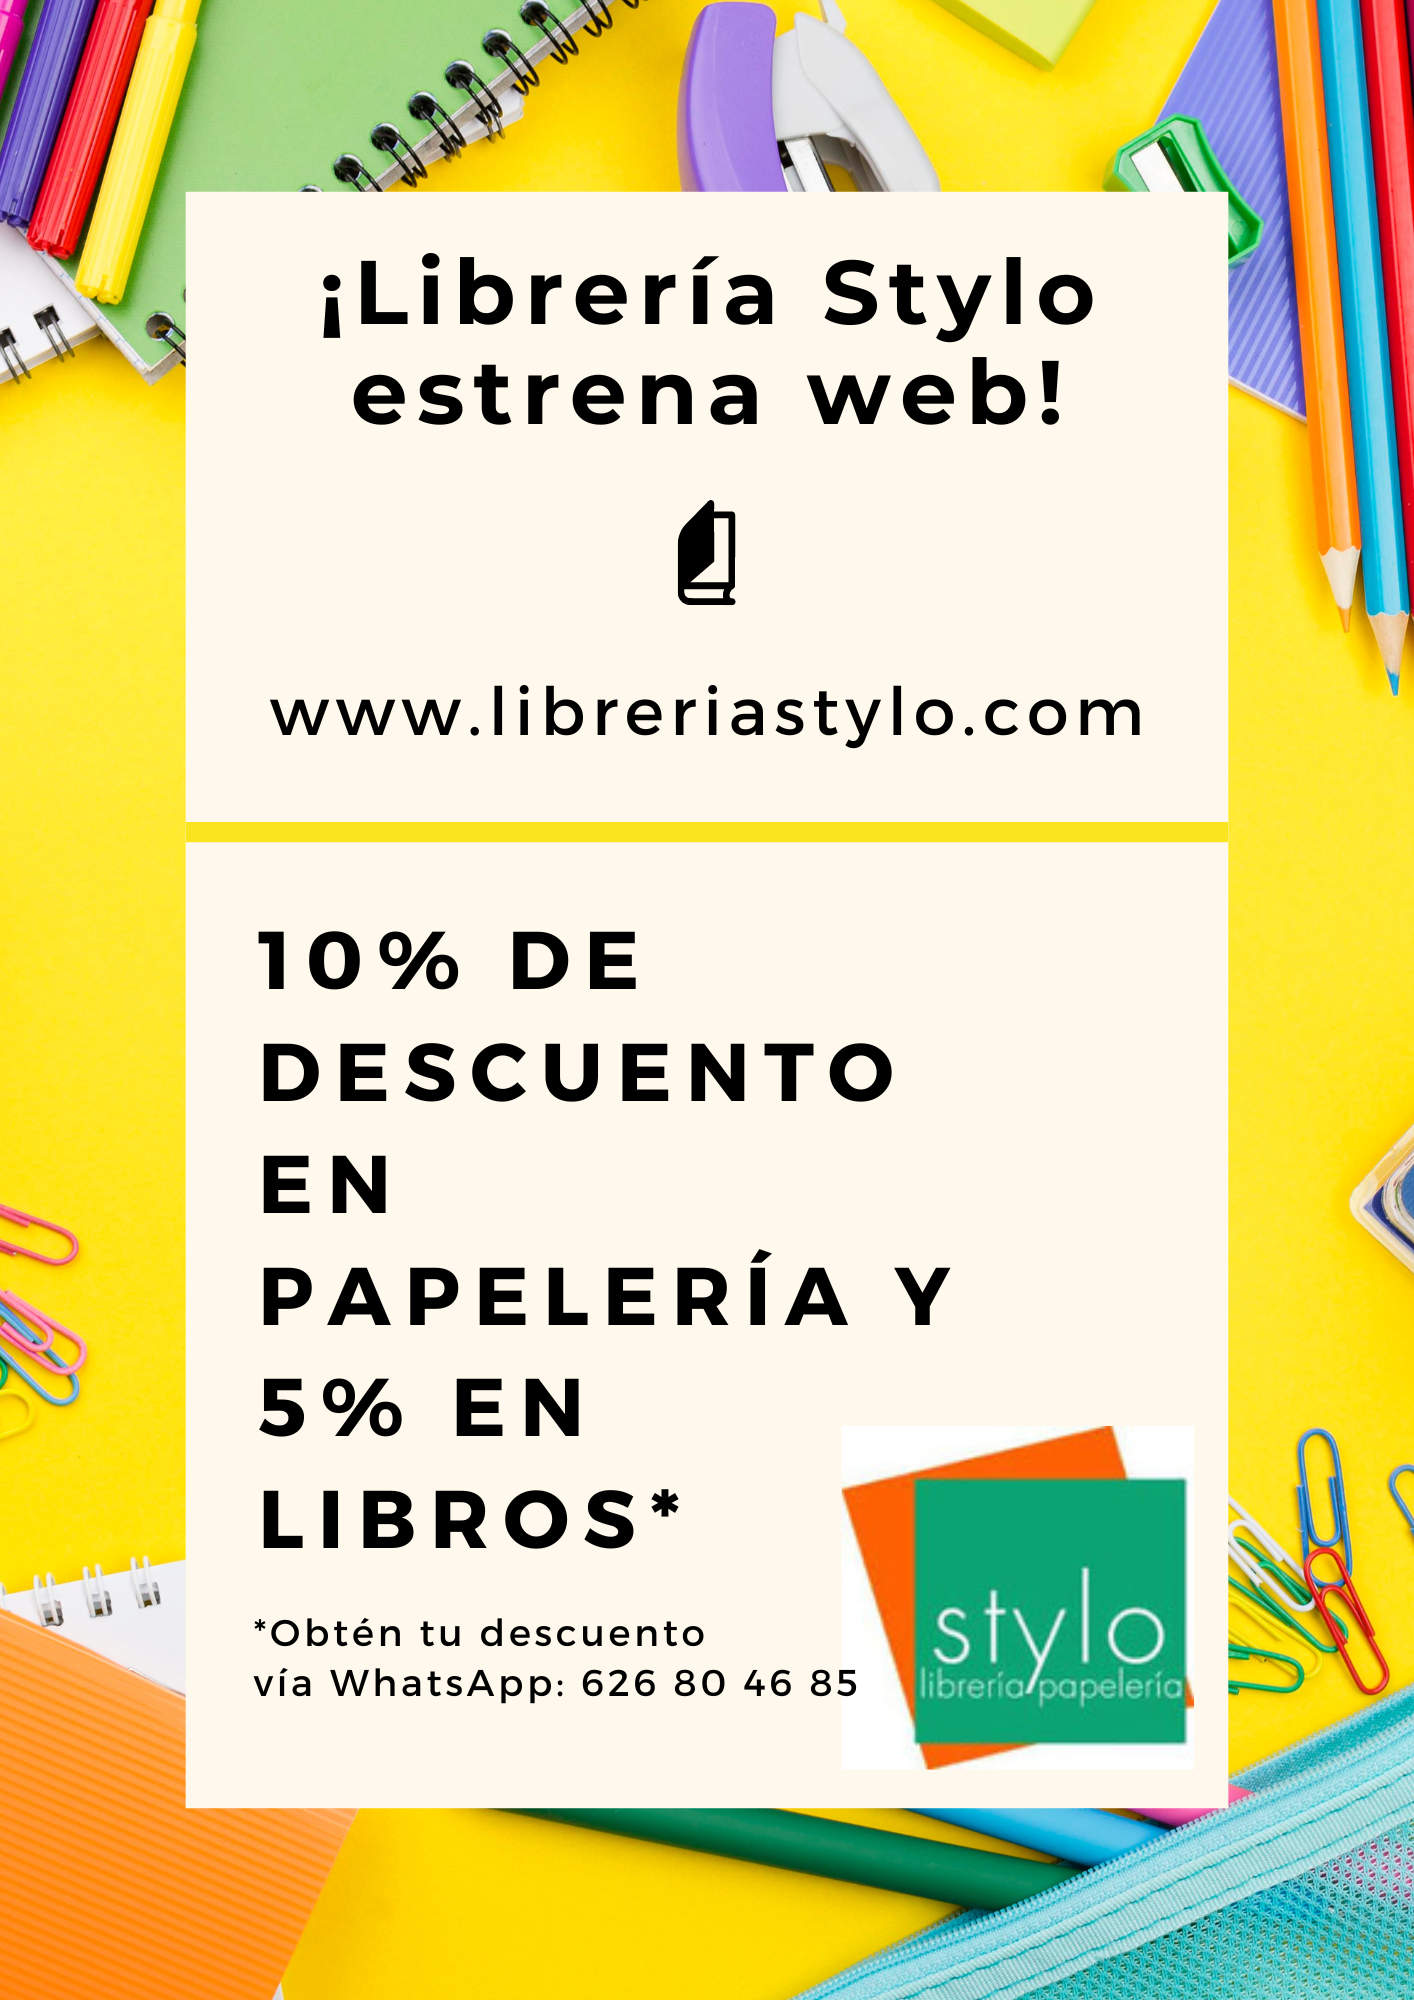 ¡Librería Stylo
estrena web!
www.libreriastylo.com
10% DE
DESCUENTO
EN
PAPELERÍA Y
5% EN
LIBROS*
*Obtén tu descuento
vía WhatsApp: 626 80 46 85
stylo
librería/papelería